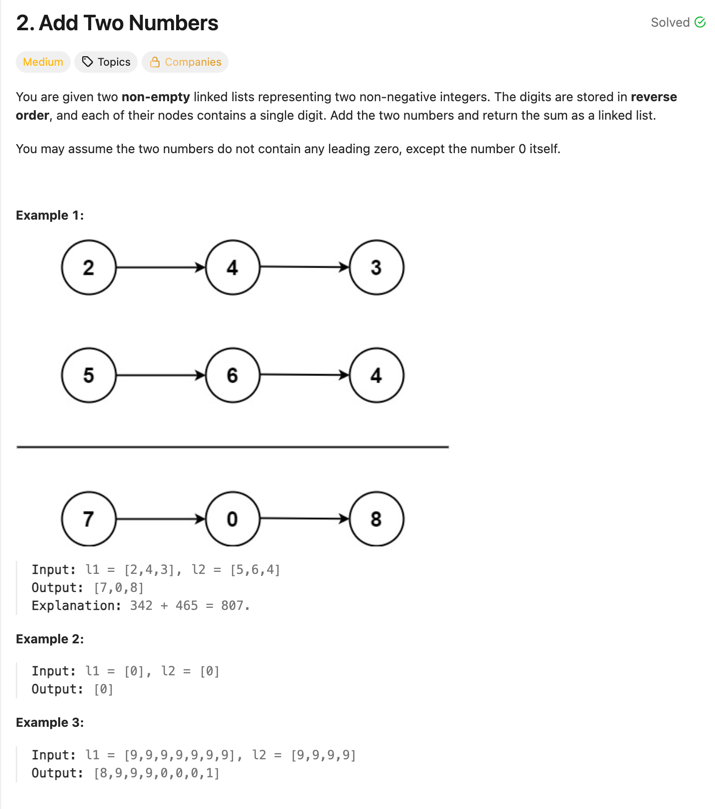 2. Add Two Numbers
Solved
Medium
Topics
Companies
You are given two non-empty linked lists representing two non-negative integers. The digits are stored in reverse
order, and each of their nodes contains a single digit. Add the two numbers and return the sum as a linked list.
You may assume the two numbers do not contain any leading zero, except the number 0 itself.
Example 1:
2 4 3
5 6 4
7 0 8
Input: l1 = [2,4,3], l2 = [5,6,4]
Output: [7,0,8]
Explanation: 342 + 465 = 807.
Example 2:
Input: l1 = [0], l2 = [0]
Output: [0]
Example 3:
Input: l1 = [9,9,9,9,9,9,9], l2 = [9,9,9,9]
Output: [8,9,9,9,0,0,0,1]